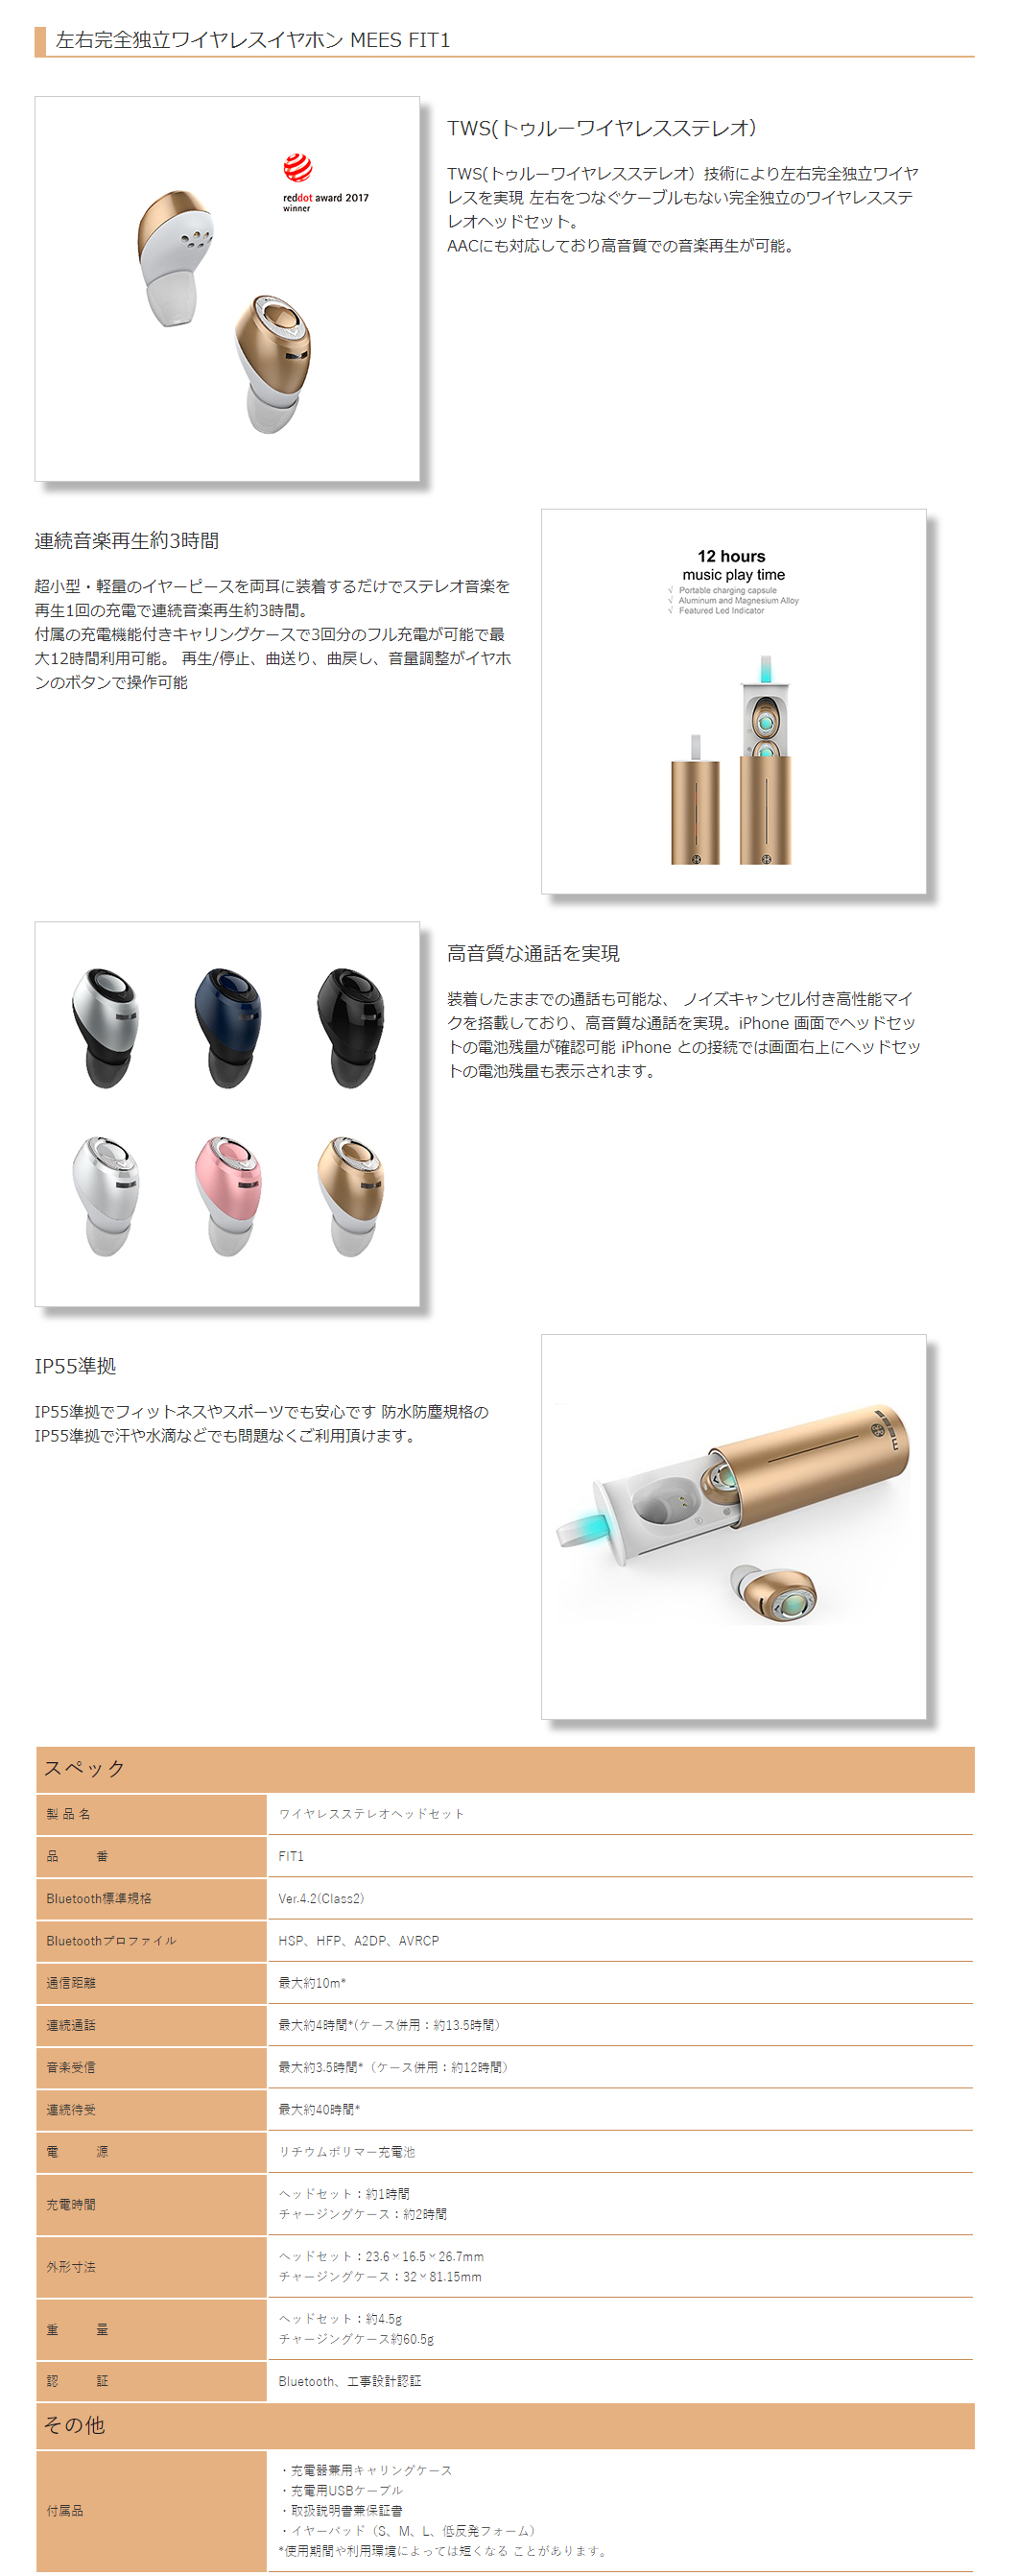 左右完全独立ワイヤレスイヤホン MEES FIT1
reddot award 2017
winner
TWS(トゥルーワイヤレスステレオ）
TWS(トゥルーワイヤレスステレオ）技術により左右完全独立ワイヤ
レスを実現 左右をつなぐケーブルもない完全独立のワイヤレスステ
レオヘッドセット。
AACにも対応しており高音質での音楽再生が可能。
連続音楽再生約3時間
超小型・軽量のイヤーピースを両耳に装着するだけでステレオ音楽を
再生1回の充電で連続音楽再生約3時間。
付属の充電機能付きキャリングケースで3回分のフル充電が可能で最
大12時間利用可能。 再生/停止、曲送り、曲戻し、音量調整がイヤホ
ンのボタンで操作可能
12 hours
music play time
√ Portable charging capsule
√ Aluminum and Magnesium Alloy
√ Featured Led Indicator
高音質な通話を実現
装着したままでの通話も可能な、 ノイズキャンセル付き高性能マイ
クを搭載しており、高音質な通話を実現。iPhone 画面でヘッドセッ
トの電池残量が確認可能 iPhone との接続では画面右上にヘッドセッ
トの電池残量も表示されます。
IP55準拠
IP55準拠でフィットネスやスポーツでも安心です 防水防塵規格の
IP55準拠で汗や水滴などでも問題なくご利用頂けます。
MEES
スペック
製 品 名 ワイヤレスステレオヘッドセット
品　　　番 FIT1
Bluetooth標準規格 Ver.4.2(Class2)
Bluetoothプロファイル HSP、HFP、A2DP、AVRCP
通信距離 最大約10m*
連続通話 最大約4時間*(ケース併用：約13.5時間）
音楽受信 最大約3.5時間*（ケース併用：約12時間）
連続待受 最大約40時間*
電　　　源 リチウムポリマー充電池
充電時間 ヘッドセット：約1時間
チャージングケース：約2時間
外形寸法 ヘッドセット：23.6×16.5×26.7mm
チャージングケース：32×81.15mm
重　　　量 ヘッドセット：約4.5g
チャージングケース約60.5g
認　　　証 Bluetooth、工事設計認証
その他
付属品 ・充電器兼用キャリングケース
・充電用USBケーブル
・取扱説明書兼保証書
・イヤーパッド（S、M、L、低反発フォーム）
*使用期間や利用環境によっては短くなる ことがあります。